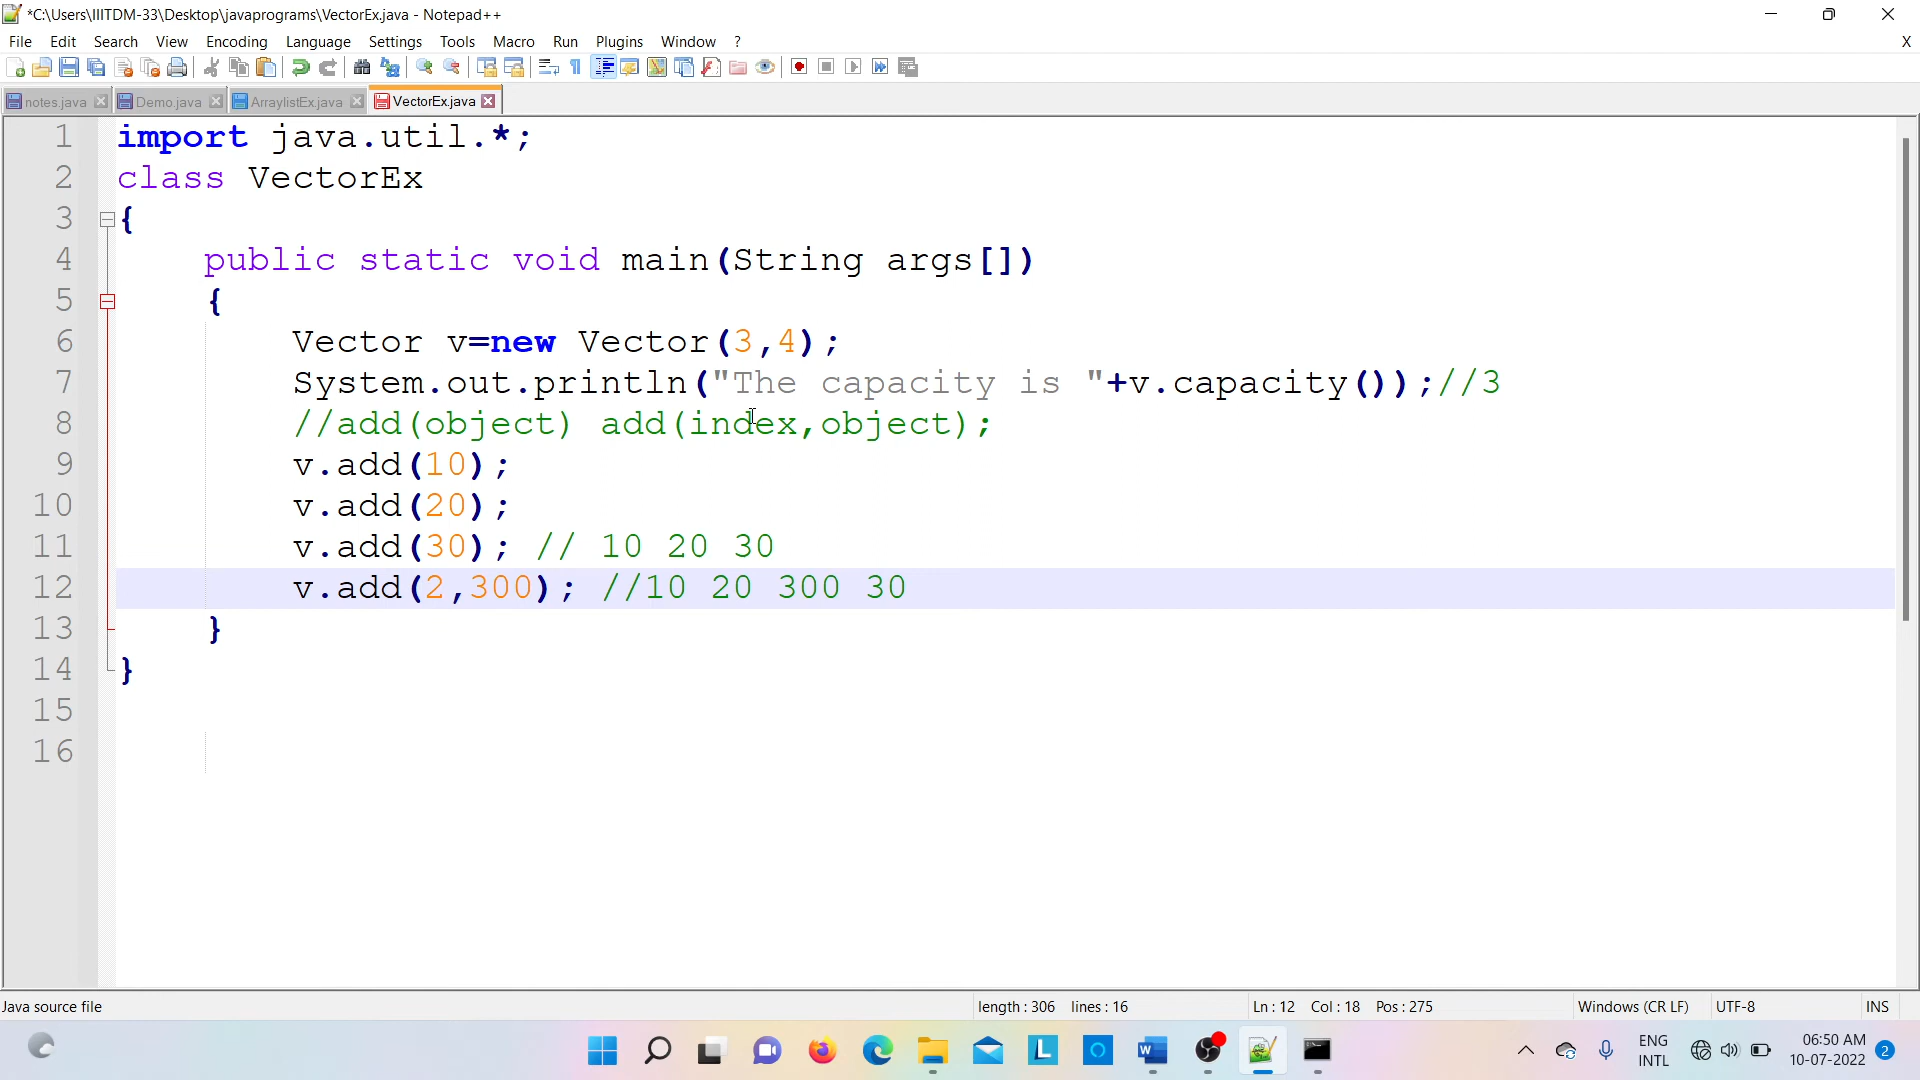 *C:\Users\IIITDM-33\Desktop\javaprograms\VectorEx.java - Notepad++
File Edit Search View Encoding Language Settings Tools Macro Run Plugins Window ? X
notes.java Demo.java ArraylistEx.java VectorEx.java
1 import java.util.*;
2 class VectorEx
3 {
4 public static void main(String args[])
5 {
6 Vector v=new Vector(3,4);
7 System.out.println("The capacity is "+v.capacity());//3
8 //add(object) add(index,object);
9 v.add(10);
10 v.add(20);
11 v.add(30); // 10 20 30
12 v.add(2,300); //10 20 300 30
13 }
14 }
15
16
Java source file length : 306 lines : 16 Ln : 12 Col : 18 Pos : 275 Windows (CR LF) UTF-8 INS
ENG 06:50 AM
INTL 10-07-2022 2